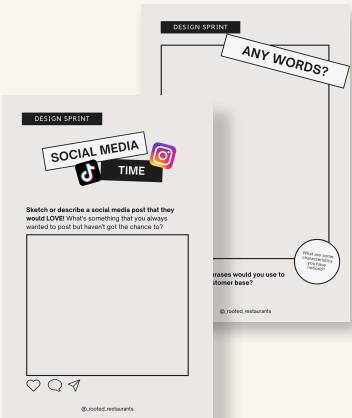 DESIGN SPRINT
ANY WORDS?
What are some
characteristics
you have
noticed?
rases would you use to
stomer base?
@_rooted_restaurants
DESIGN SPRINT
SOCIAL MEDIA
TIME
Sketch or describe a social media post that they
would LOVE! What's something that you always
wanted to post but haven't got the chance to?
@_rooted_restaurants